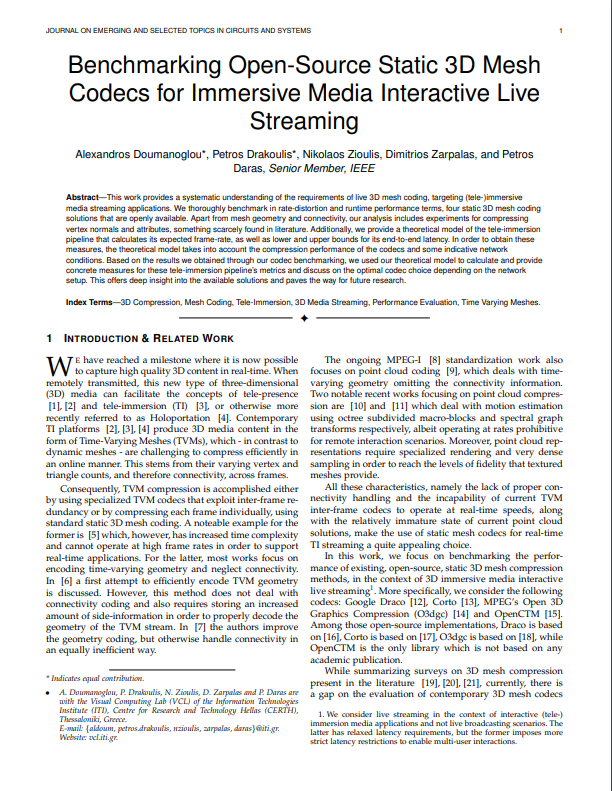 JOURNAL ON EMERGING AND SELECTED TOPICS IN CIRCUITS AND SYSTEMS
1
Benchmarking Open-Source Static 3D Mesh
Codecs for Immersive Media Interactive Live
Streaming
Alexandros Doumanoglou*, Petros Drakoulis*, Nikolaos Zioulis, Dimitrios Zarpalas, and Petros
Daras, Senior Member, IEEE
Abstract—This work provides a systematic understanding of the requirements of live 3D mesh coding, targeting (tele-)immersive
media streaming applications. We thoroughly benchmark in rate-distortion and runtime performance terms, four static 3D mesh coding
solutions that are openly available. Apart from mesh geometry and connectivity, our analysis includes experiments for compressing
vertex normals and attributes, something scarcely found in literature. Additionally, we provide a theoretical model of the tele-immersion
pipeline that calculates its expected frame-rate, as well as lower and upper bounds for its end-to-end latency. In order to obtain these
measures, the theoretical model takes into account the compression performance of the codecs and some indicative network
conditions. Based on the results we obtained through our codec benchmarking, we used our theoretical model to calculate and provide
concrete measures for these tele-immersion pipeline's metrics and discuss on the optimal codec choice depending on the network
setup. This offers deep insight into the available solutions and paves the way for future research.
Index Terms—3D Compression, Mesh Coding, Tele-Immersion, 3D Media Streaming, Performance Evaluation, Time Varying Meshes.
1 INTRODUCTION & RELATED WORK
WE have reached a milestone where it is now possible
to capture high quality 3D content in real-time. When
remotely transmitted, this new type of three-dimensional
(3D) media can facilitate the concepts of tele-presence
[1], [2] and tele-immersion (TI) [3], or otherwise more
recently referred to as Holoportation [4]. Contemporary
TI platforms [2], [3], [4] produce 3D media content in the
form of Time-Varying Meshes (TVMs), which - in contrast to
dynamic meshes - are challenging to compress efficiently in
an online manner. This stems from their varying vertex and
triangle counts, and therefore connectivity, across frames.
Consequently, TVM compression is accomplished either
by using specialized TVM codecs that exploit inter-frame re-
dundancy or by compressing each frame individually, using
standard static 3D mesh coding. A noteable example for the
former is [5] which, however, has increased time complexity
and cannot operate at high frame rates in order to support
real-time applications. For the latter, most works focus on
encoding time-varying geometry and neglect connectivity.
In [6] a first attempt to efficiently encode TVM geometry
is discussed. However, this method does not deal with
connectivity coding and also requires storing an increased
amount of side-information in order to properly decode the
geometry of the TVM stream. In [7] the authors improve
the geometry coding, but otherwise handle connectivity in
an equally inefficient way.
* Indicates equal contribution.
• A. Doumanoglou, P. Drakoulis, N. Zioulis, D. Zarpalas and P. Daras are
with the Visual Computing Lab (VCL) of the Information Technologies
Institute (ITI), Centre for Research and Technology Hellas (CERTH),
Thessaloniki, Greece.
E-mail: {aldoum, petros.drakoulis, nzioulis, zarpalas, daras}@iti.gr.
Website: vcl.iti.gr.
The ongoing MPEG-I [8] standardization work also
focuses on point cloud coding [9], which deals with time-
varying geometry omitting the connectivity information.
Two notable recent works focusing on point cloud compres-
sion are [10] and [11] which deal with motion estimation
using octree subdivided macro-blocks and spectral graph
transforms respectively, albeit operating at rates prohibitive
for remote interaction scenarios. Moreover, point cloud rep-
resentations require specialized rendering and very dense
sampling in order to reach the levels of fidelity that textured
meshes provide.
All these characteristics, namely the lack of proper con-
nectivity handling and the incapability of current TVM
inter-frame codecs to operate at real-time speeds, along
with the relatively immature state of current point cloud
solutions, make the use of static mesh codecs for real-time
TI streaming a quite appealing choice.
In this work, we focus on benchmarking the perfor-
mance of existing, open-source, static 3D mesh compression
methods, in the context of 3D immersive media interactive
live streaming1. More specifically, we consider the following
codecs: Google Draco [12], Corto [13], MPEG's Open 3D
Graphics Compression (O3dgc) [14] and OpenCTM [15].
Among those open-source implementations, Draco is based
on [16], Corto is based on [17], O3dgc is based on [18], while
OpenCTM is the only library which is not based on any
academic publication.
While summarizing surveys on 3D mesh compression
present in the literature [19], [20], [21], currently, there is
a gap on the evaluation of contemporary 3D mesh codecs
1. We consider live streaming in the context of interactive (tele-)
immersive media applications and not live broadcasting scenarios. The
latter has relaxed latency requirements, but the former imposes more
strict latency restrictions to enable multi-user interactions.